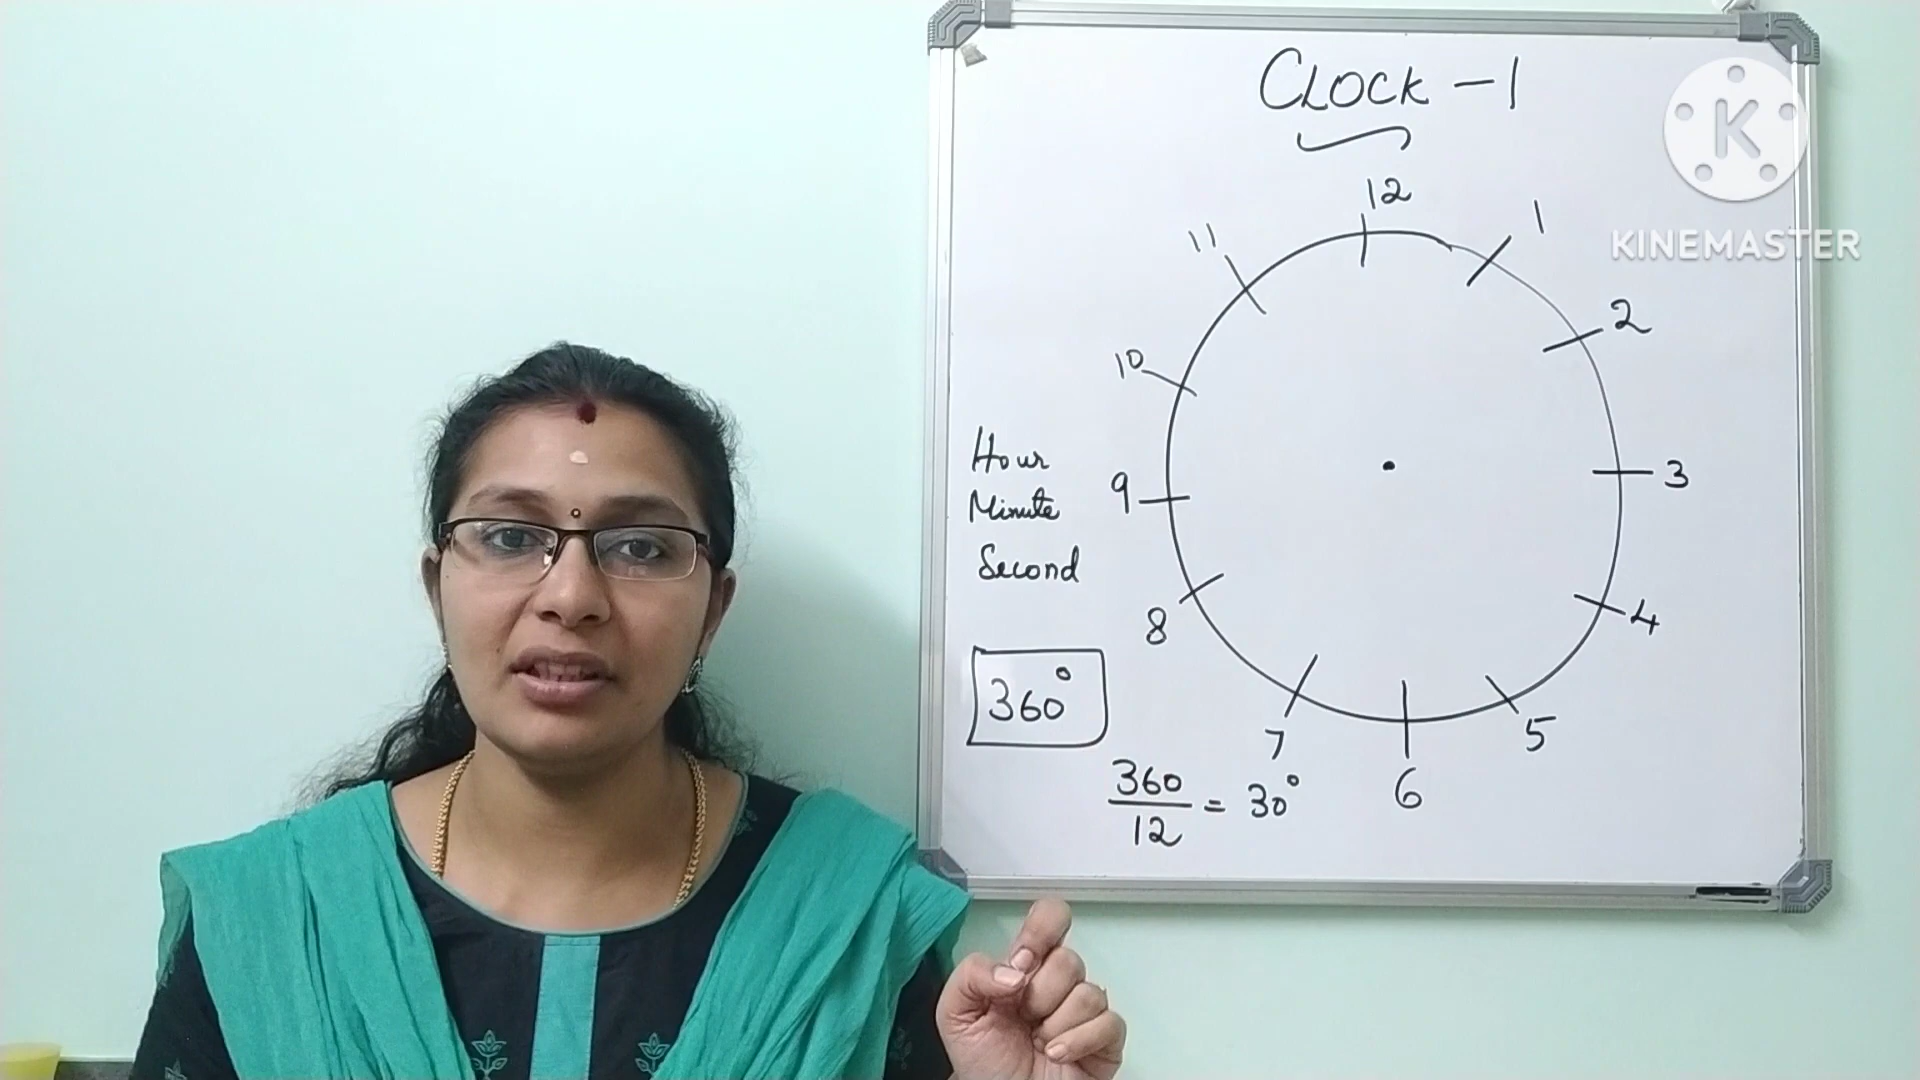 CLOCK - 1
K
KINEMASTER
12
1
2
3
4
5
6
7
8
9
10
11
Hour
Minute
Second
360°
360/12 = 30°